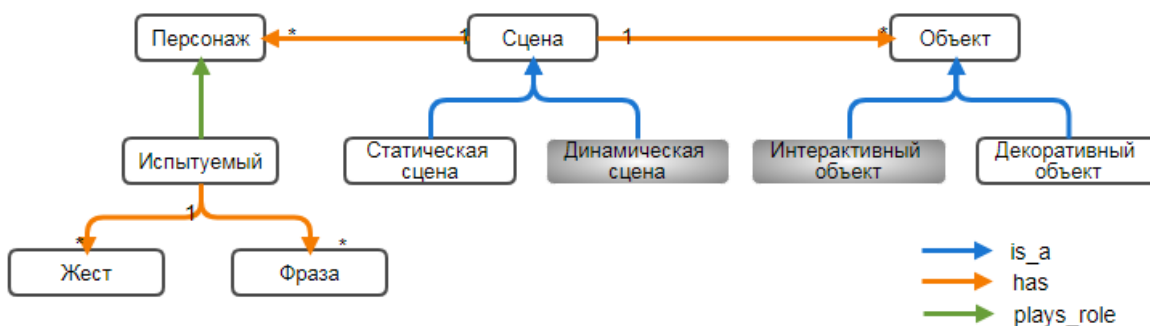 Персонаж
*
1
Сцена
1
*
Объект
Испытуемый
Статическая
сцена
Динамическая
сцена
Интерактивный
объект
Декоративный
объект
1
*
*
Жест
Фраза
is_a
has
plays_role